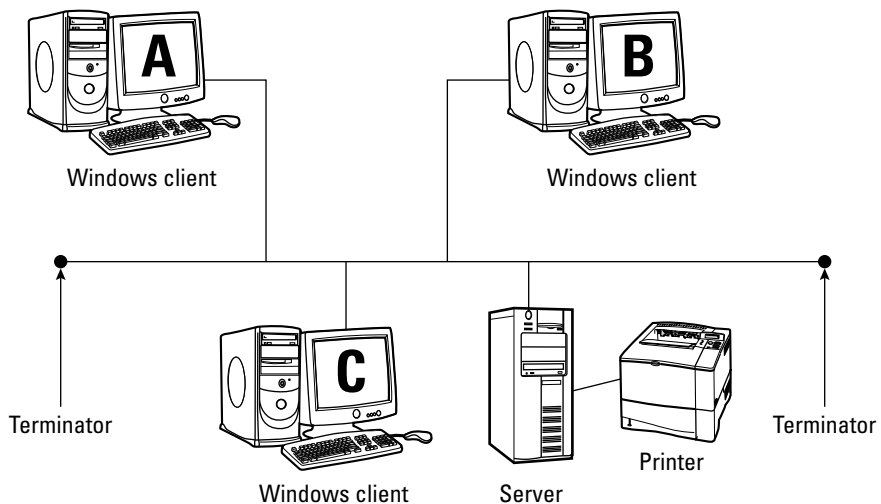 A
B
Windows client
Windows client
C
Terminator
Terminator
Printer
Windows client
Server